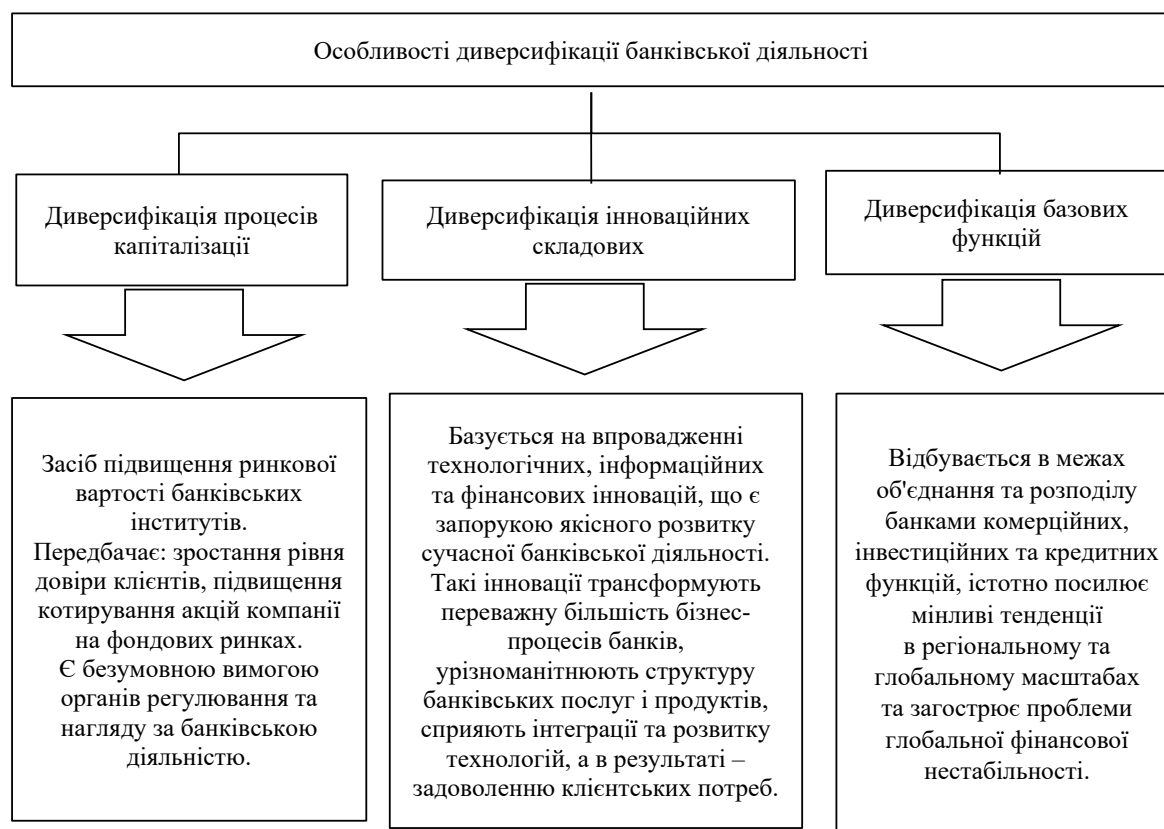 Особливості диверсифікації банківської діяльності
Диверсифікація процесів
капіталізації
Диверсифікація інноваційних
складових
Диверсифікація базових
функцій
Засіб підвищення ринкової
вартості банківських
інститутів.
Передбачає: зростання рівня
довіри клієнтів, підвищення
котирування акцій компанії
на фондових ринках.
Є безумовною вимогою
органів регулювання та
нагляду за банківською
діяльністю.
Базується на впровадженні
технологічних, інформаційних
та фінансових інновацій, що є
запорукою якісного розвитку
сучасної банківської діяльності.
Такі інновації трансформують
переважну більшість бізнес-
процесів банків,
урізноманітнюють структуру
банківських послуг і продуктів,
сприяють інтеграції та розвитку
технологій, а в результаті –
задоволенню клієнтських потреб.
Відбувається в межах
об'єднання та розподілу
банками комерційних,
інвестиційних та кредитних
функцій, істотно посилює
мінливі тенденції
в регіональному та
глобальному масштабах
та загострює проблеми
глобальної фінансової
нестабільності.